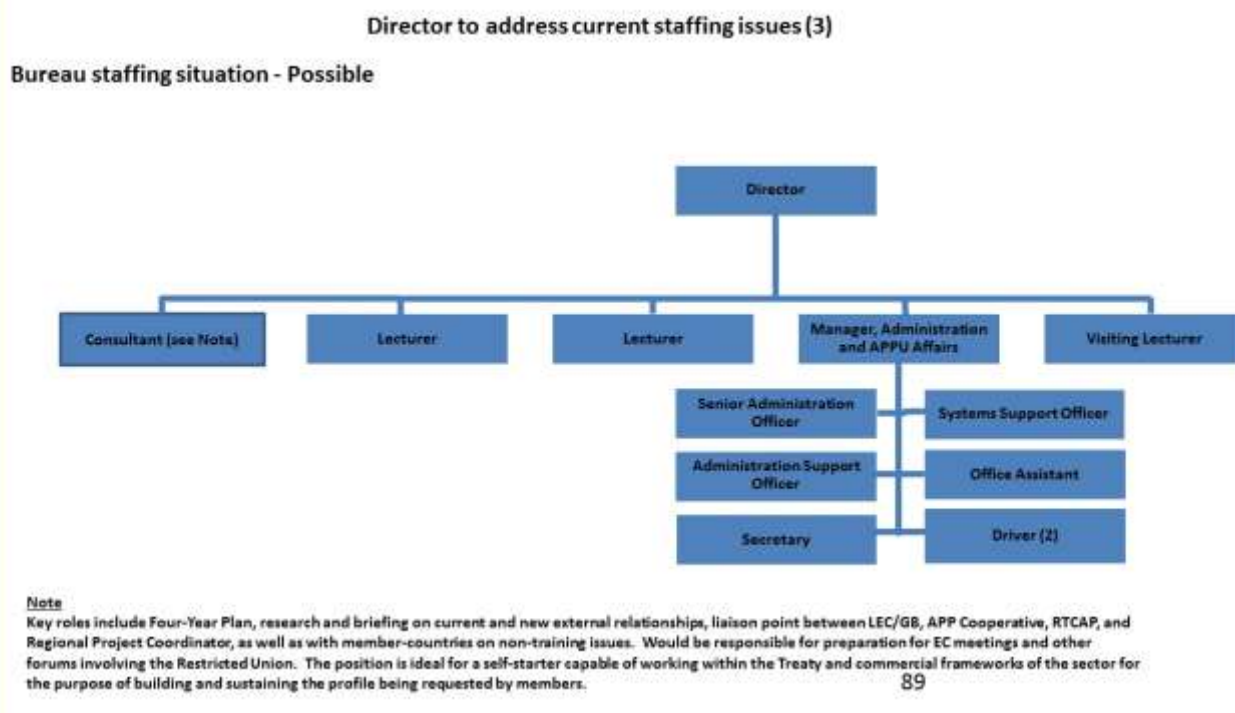 Director to address current staffing issues (3)
Bureau staffing situation - Possible
Director
Consultant (see Note)
Lecturer
Lecturer
Manager, Administration
and APPU Affairs
Visiting Lecturer
Senior Administration
Officer
Systems Support Officer
Administration Support
Officer
Office Assistant
Secretary
Driver (2)
Note
Key roles include Four-Year Plan, research and briefing on current and new external relationships, liaison point between LEC/GB, APP Cooperative, RTCAP, and
Regional Project Coordinator, as well as with member-countries on non-training issues. Would be responsible for preparation for EC meetings and other
forums involving the Restricted Union. The position is ideal for a self-starter capable of working within the Treaty and commercial frameworks of the sector for
the purpose of building and sustaining the profile being requested by members.
89